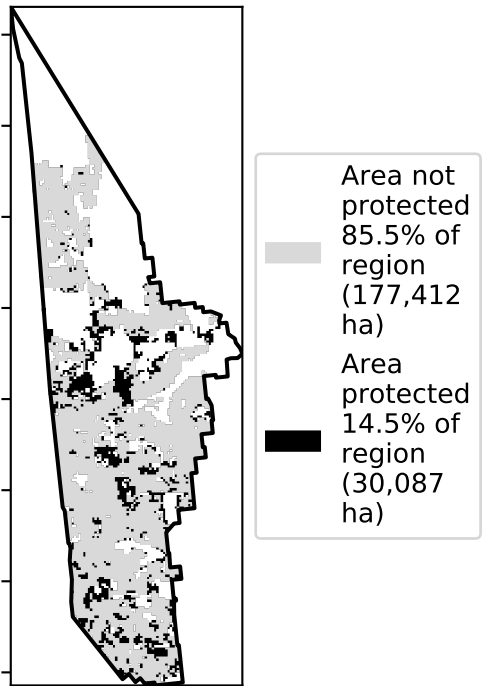 Area not
protected
85.5% of
region
(177,412
ha)
Area
protected
14.5% of
region
(30,087
ha)